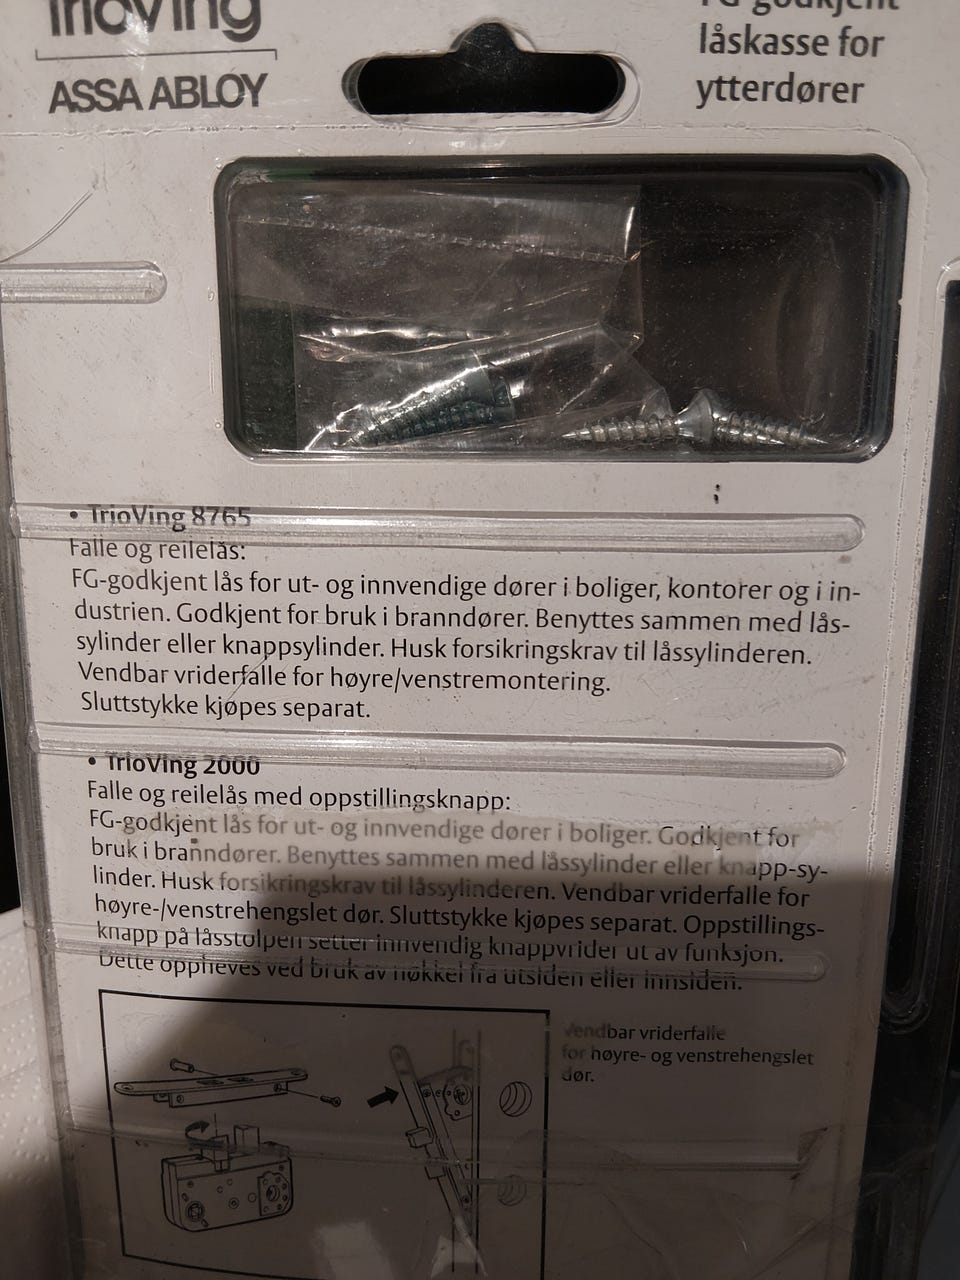 TrioVing
ASSA ABLOY
FG-godkjent
låskasse for
ytterdører
• TrioVing 8765
Falle og reilelås:
FG-godkjent lås for ut- og innvendige dører i boliger, kontorer og i in-
dustrien. Godkjent for bruk i branndører. Benyttes sammen med lås-
sylinder eller knappsylinder. Husk forsikringskrav til låssylinderen.
Vendbar vriderfalle for høyre/venstremontering.
Sluttstykke kjøpes separat.
• TrioVing 2000
Falle og reilelås med oppstillingsknapp:
FG-godkjent lås for ut- og innvendige dører i boliger. Godkjent for
bruk i branndører. Benyttes sammen med låssylinder eller knapp-sy-
linder. Husk forsikringskrav til låssylinderen. Vendbar vriderfalle for
høyre-/venstrehengslet dør. Sluttstykke kjøpes separat. Oppstillings-
knapp på låsstolpen setter innvendig knappvrider ut av funksjon.
Dette oppheves ved bruk av nøkkel fra utsiden eller innsiden.
Vendbar vriderfalle
for høyre- og venstrehengslet
dør.